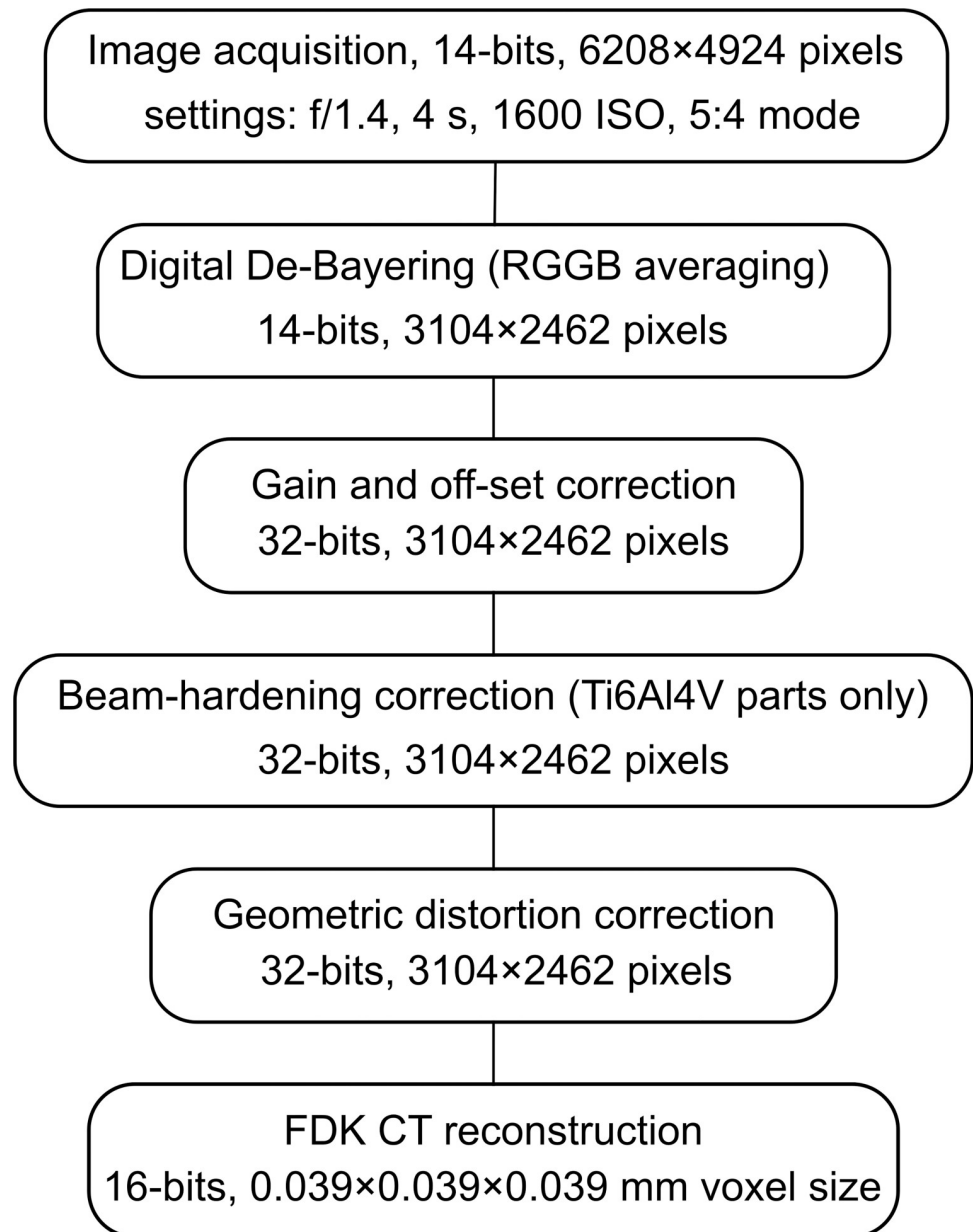 Image acquisition, 14-bits, 6208×4924 pixels
settings: f/1.4, 4 s, 1600 ISO, 5:4 mode
Digital De-Bayering (RGGB averaging)
14-bits, 3104×2462 pixels
Gain and off-set correction
32-bits, 3104×2462 pixels
Beam-hardening correction (Ti6Al4V parts only)
32-bits, 3104×2462 pixels
Geometric distortion correction
32-bits, 3104×2462 pixels
FDK CT reconstruction
16-bits, 0.039×0.039×0.039 mm voxel size